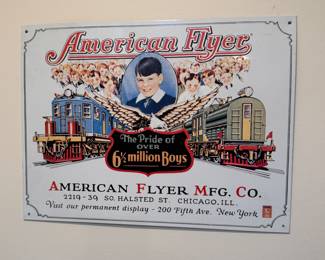 American Flyer
The Pride of
OVER
6½ million Boys
AMERICAN FLYER MFG. CO.
2219-39 SO. HALSTED ST. CHICAGO, ILL.
Visit our permanent display - 200 Fifth Ave. New York